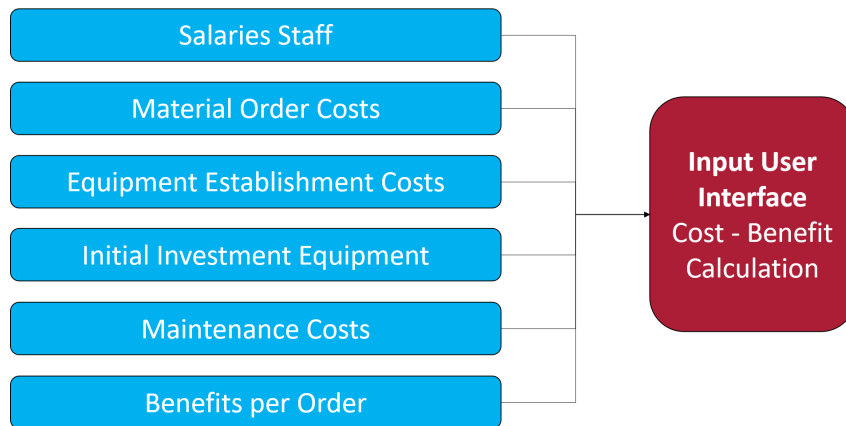 Salaries Staff
Material Order Costs
Equipment Establishment Costs
Initial Investment Equipment
Maintenance Costs
Benefits per Order
Input User
Interface
Cost - Benefit
Calculation